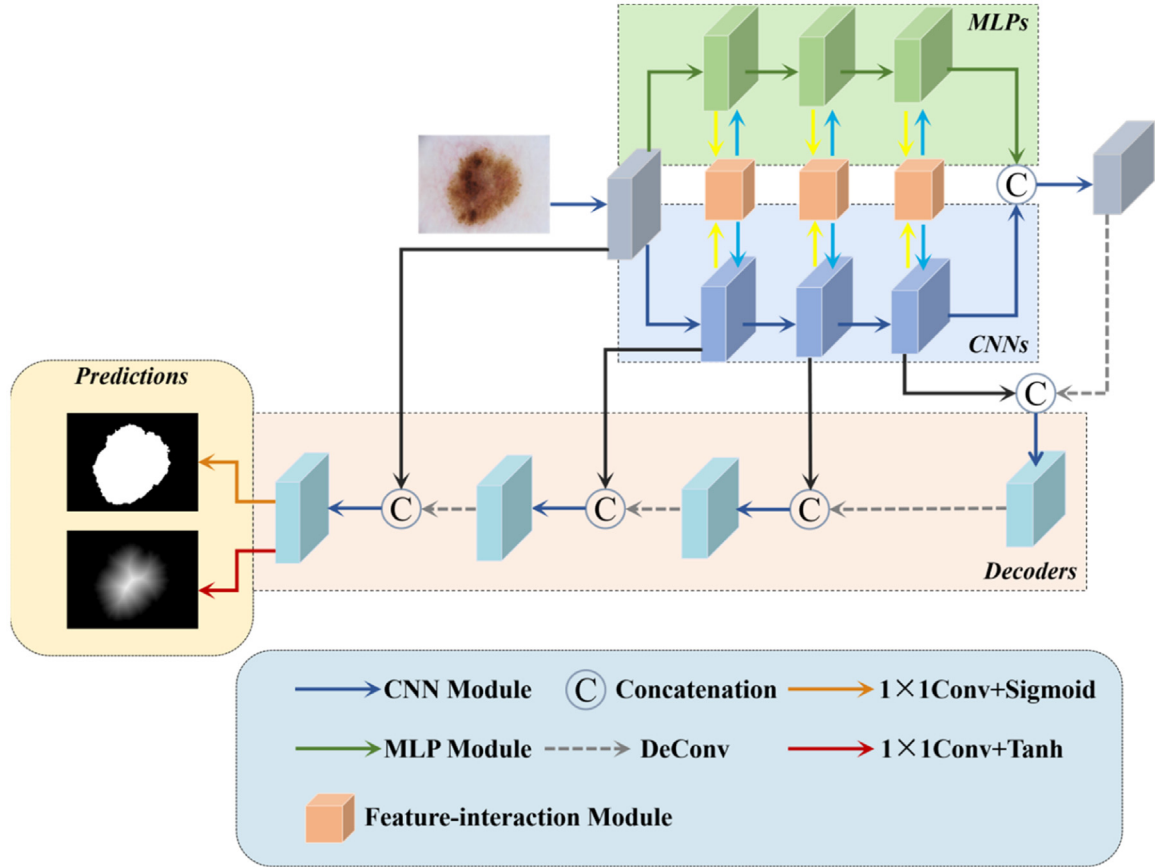 MLPs
C
CNNs
Predictions
C
C
C
C
Decoders
CNN Module
C
Concatenation
1×1Conv+Sigmoid
MLP Module
DeConv
1×1Conv+Tanh
Feature-interaction Module